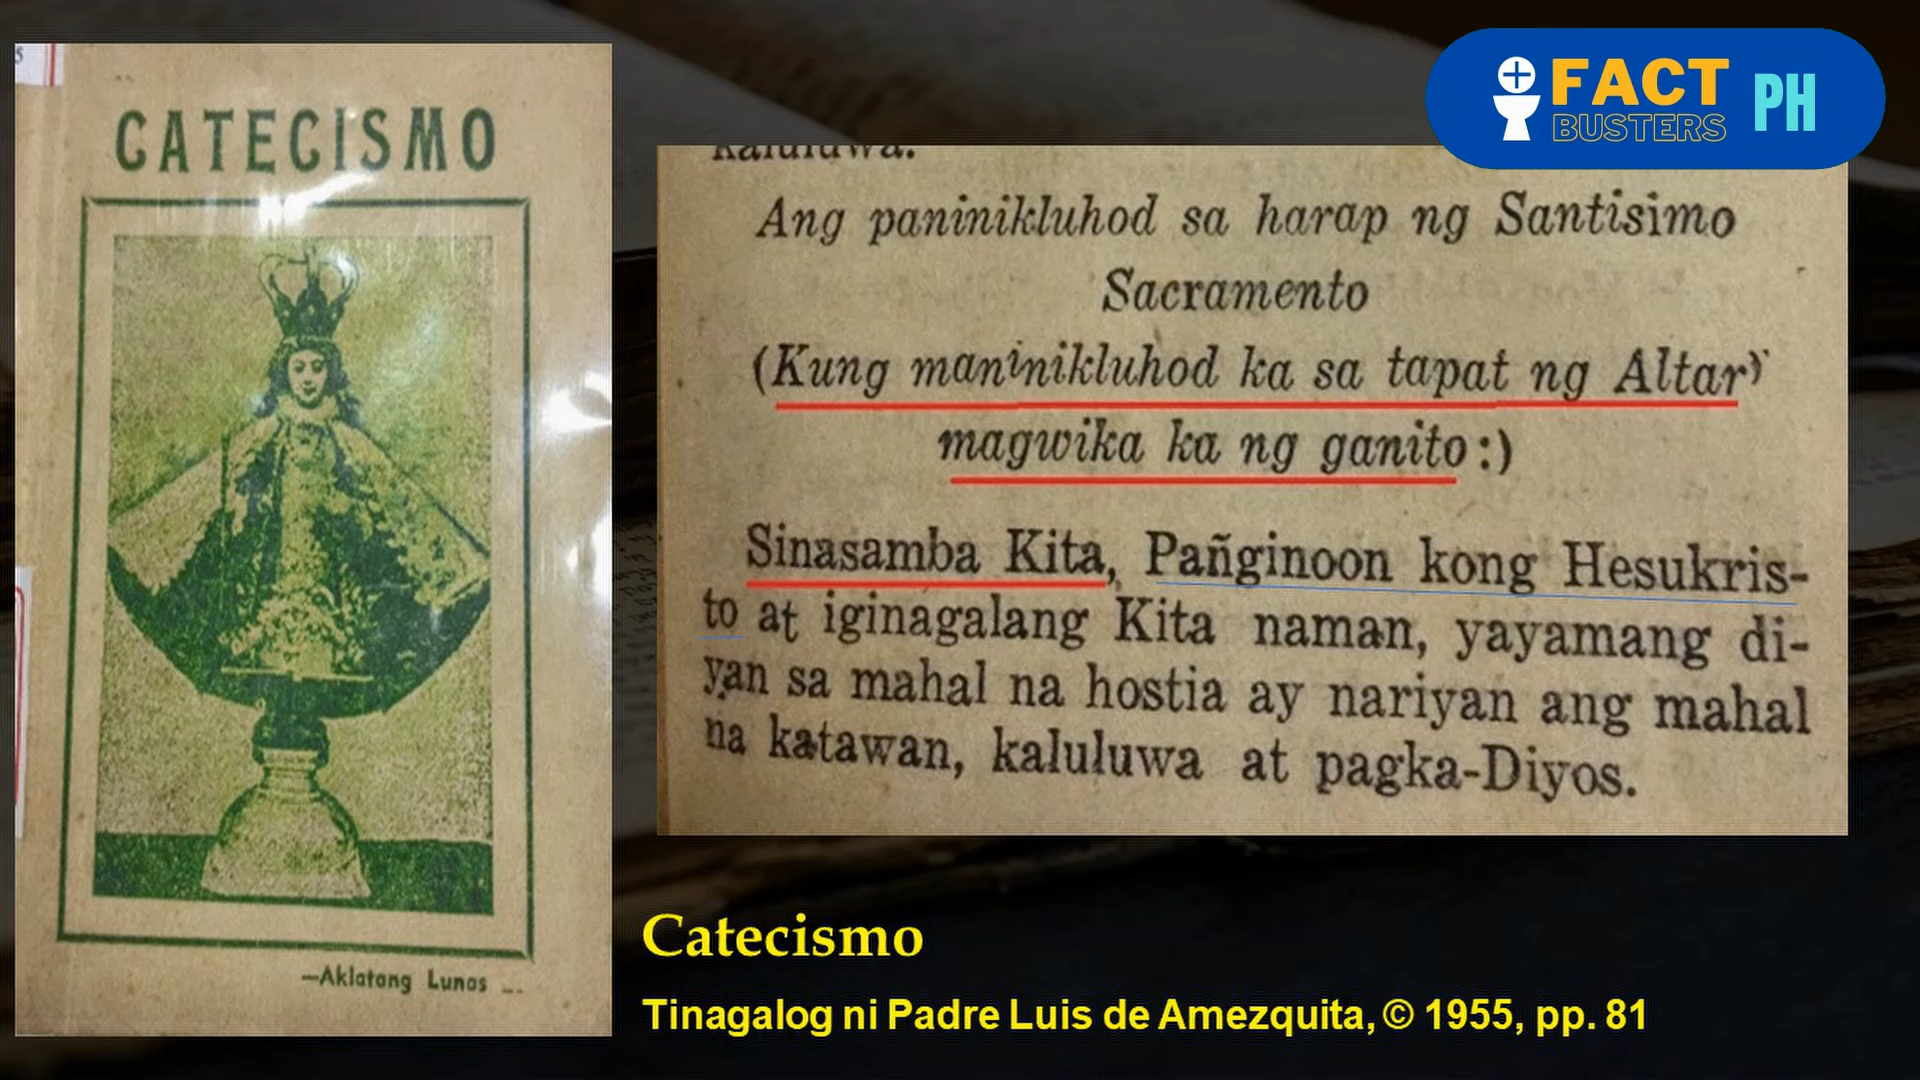 5
CATECISMO
—Aklatang Lunas
FACT
BUSTERS
PH
kaluluwa.
Ang paninikluhod sa harap ng Santisimo
Sacramento
(Kung maninikluhod ka sa tapat ng Altar)
magwika ka ng ganito:)
Sinasamba Kita, Pañginoon kong Hesukris-
to at iginagalang Kita naman, yayamang di-
yan sa mahal na hostia ay nariyan ang mahal
na katawan, kaluluwa at pagka-Diyos.
Catecismo
Tinagalog ni Padre Luis de Amezquita, © 1955, pp. 81